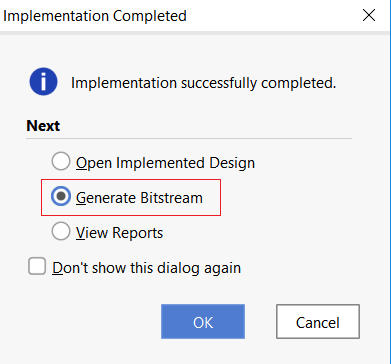 Implementation Completed
Implementation successfully completed.
Next
Open Implemented Design
Generate Bitstream
View Reports
Don't show this dialog again
OK
Cancel